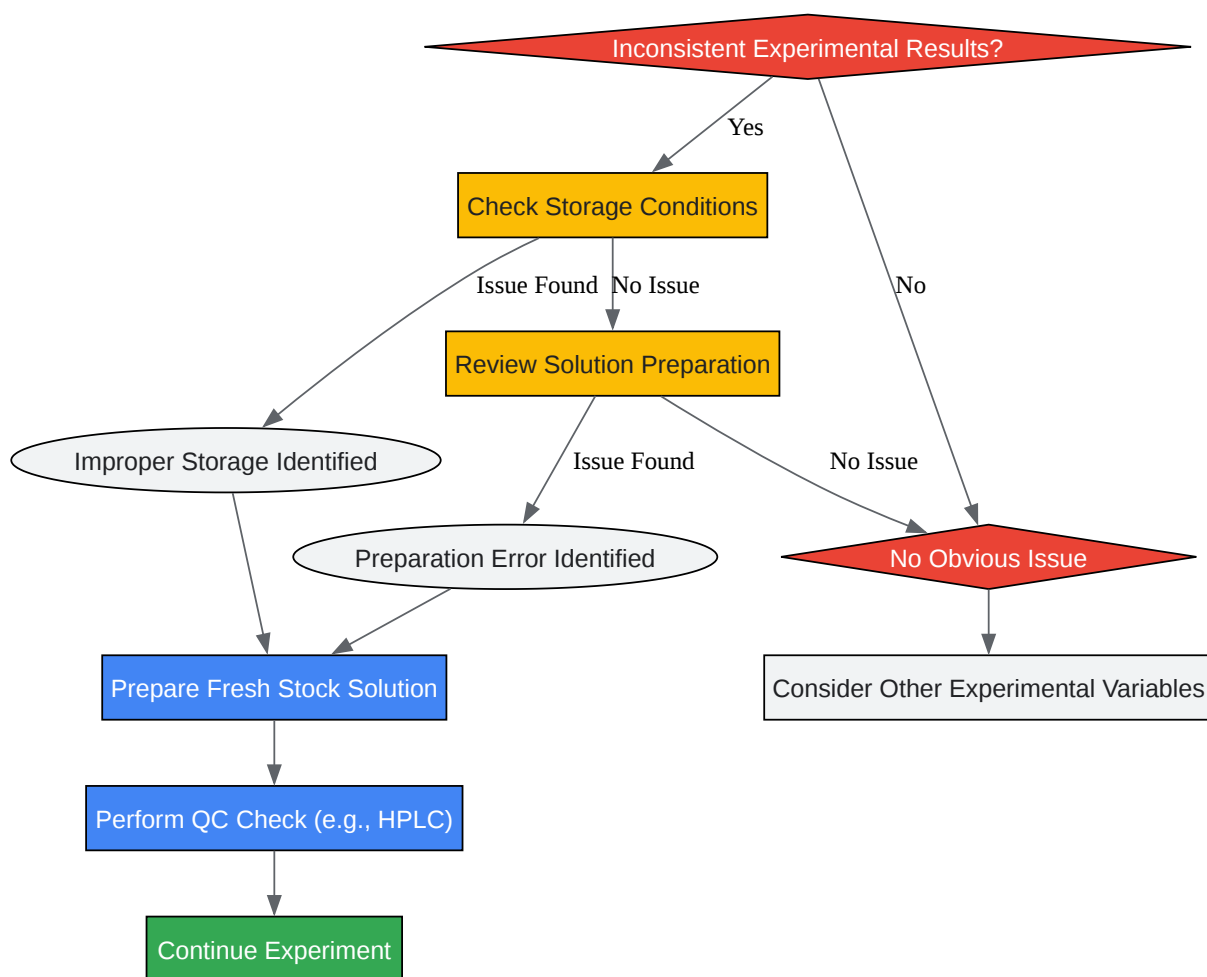 Inconsistent Experimental Results?
Yes
Check Storage Conditions
Issue Found
No Issue
No
Review Solution Preparation
Improper Storage Identified
Issue Found
No Issue
Preparation Error Identified
No Obvious Issue
Prepare Fresh Stock Solution
Consider Other Experimental Variables
Perform QC Check (e.g., HPLC)
Continue Experiment